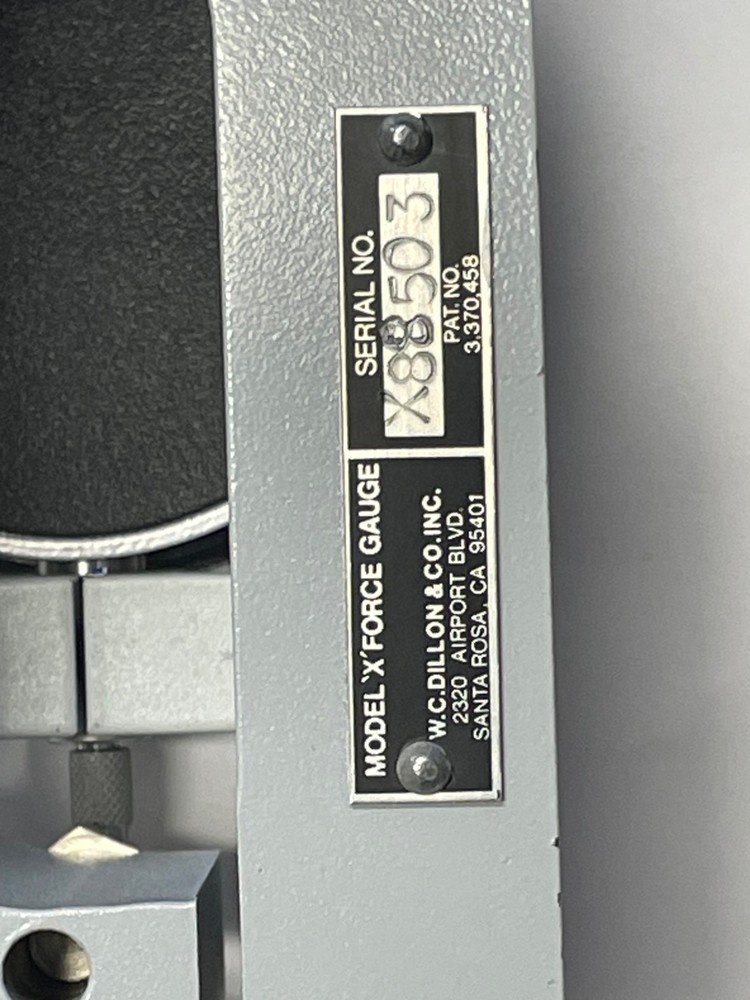 MODEL 'X' FORCE GAUGE
W.C.DILLON & CO.INC.
2320 AIRPORT BLVD.
SANTA ROSA, CA 95401
SERIAL NO.
X88503
PAT. NO.
3,370,458